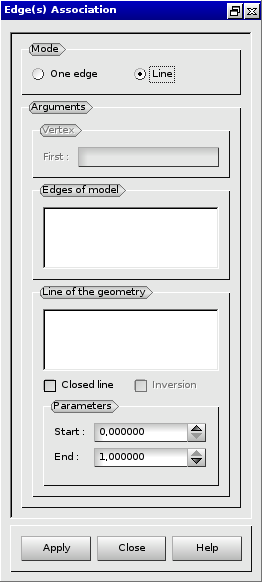 Edge(s) Association
Mode
One edge
Line
Arguments
Vertex
First :
Edges of model
Line of the geometry
Closed line
Inversion
Parameters
Start : 0,000000
End : 1,000000
Apply Close Help